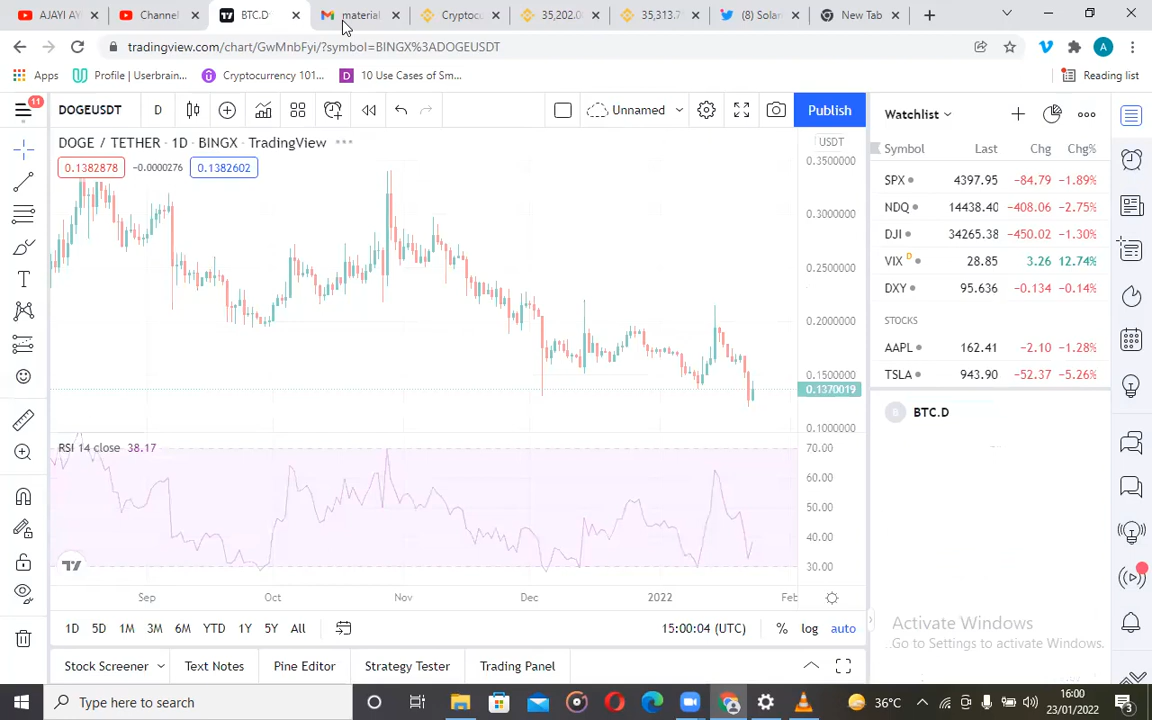 AJAYI AY
Channel
BTC.D
material
Cryptoc
35,202.0
35,313.7
(8) Solar
New Tab
tradingview.com/chart/GwMnbFyi/?symbol=BINGX%3ADOGEUSDT
A
Apps
Profile | Userbrain...
Cryptocurrency 101...
10 Use Cases of Sm...
Reading list
11
DOGEUSDT
D
Unnamed
Publish
Watchlist
DOGE / TETHER · 1D · BINGX · TradingView
USDT
0.1382878
−0.0000276
0.1382602
Symbol Last Chg Chg%
SPX 4397.95 −84.79 −1.89%
NDQ 14438.40 −408.06 −2.75%
DJI 34265.38 −450.02 −1.30%
VIX D 28.85 3.26 12.74%
DXY 95.636 −0.134 −0.14%
STOCKS
AAPL 162.41 −2.10 −1.28%
TSLA 943.90 −52.37 −5.26%
B BTC.D
0.3500000
0.3000000
0.2500000
0.2000000
0.1500000
0.1370019
0.1000000
RSI 14 close 38.17
70.00
60.00
50.00
40.00
30.00
Sep Oct Nov Dec 2022 Feb
1D 5D 1M 3M 6M YTD 1Y 5Y All
15:00:04 (UTC) % log auto
Activate Windows
Go to Settings to activate Windows.
Stock Screener Text Notes Pine Editor Strategy Tester Trading Panel
Type here to search
36°C
16:00
23/01/2022
3